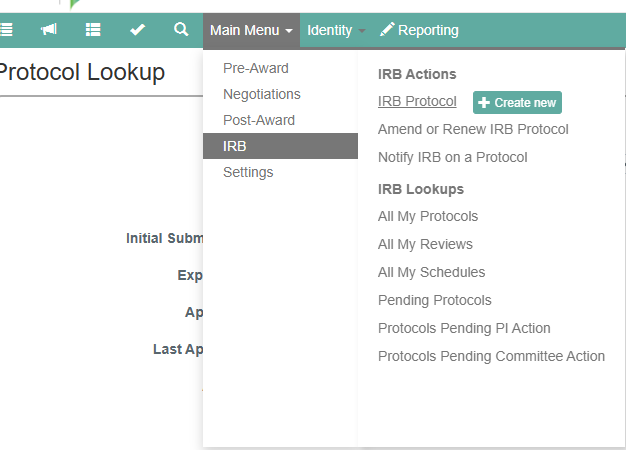 Main Menu Identity Reporting
Protocol Lookup
Pre-Award
Negotiations
Post-Award
IRB
Settings
IRB Actions
IRB Protocol Create new
Amend or Renew IRB Protocol
Notify IRB on a Protocol
IRB Lookups
All My Protocols
All My Reviews
All My Schedules
Pending Protocols
Protocols Pending PI Action
Protocols Pending Committee Action
Initial Subm
Exp
Ap
Last Ap